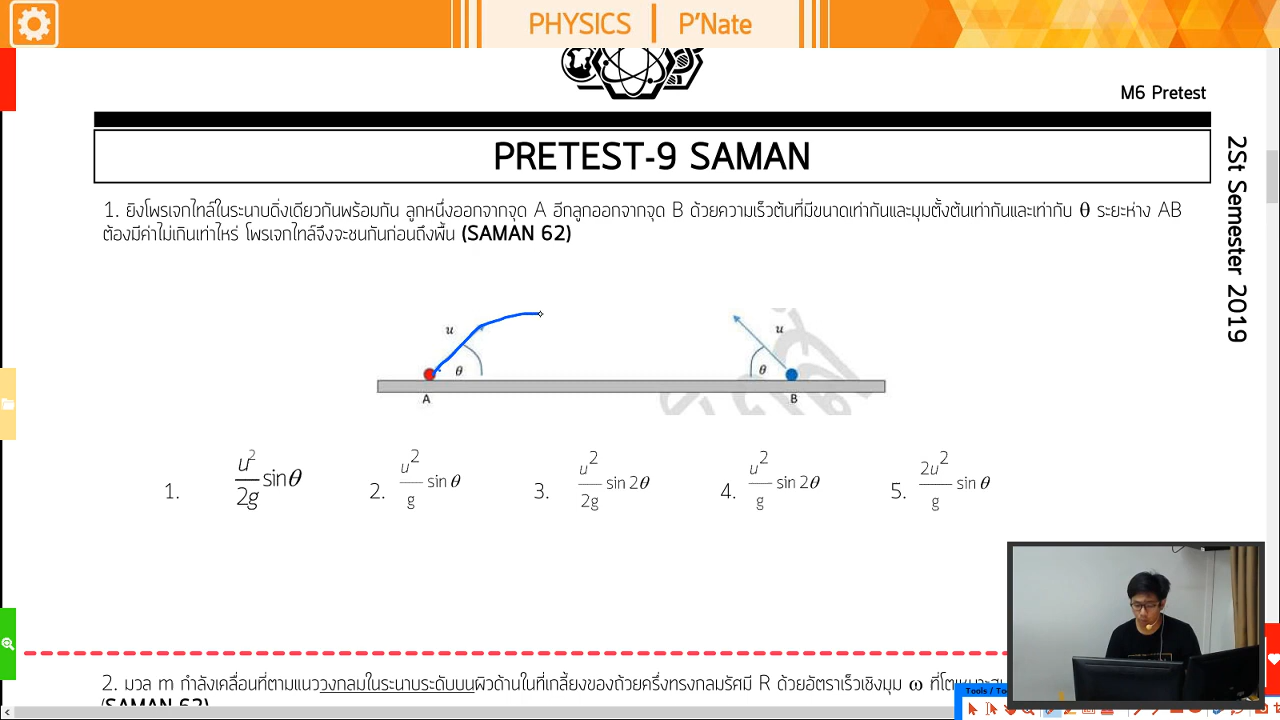 PHYSICS P'Nate
M6 Pretest
PRETEST-9 SAMAN
2St Semester 2019
1. ยิงโพรเจกไทล์ในระนาบดิ่งเดียวกันพร้อมกัน ลูกหนึ่งออกจากจุด A อีกลูกออกจากจุด B ด้วยความเร็วต้นที่มีขนาดเท่ากันและมุมตั้งต้นเท่ากันและเท่ากับ θ ระยะห่าง AB
ต้องมีค่าไม่เกินเท่าไหร่ โพรเจกไทล์จึงจะชนกันก่อนถึงพื้น (SAMAN 62)
u u
θ θ
A B
1. u²/2g sinθ 2. u²/g sin θ 3. u²/2g sin 2θ 4. u²/g sin 2θ 5. 2u²/g sin θ
2. มวล m กำลังเคลื่อนที่ตามแนววงกลมในระนาบระดับบนผิวด้านในที่เกลี้ยงของถ้วยครึ่งทรงกลมรัศมี R ด้วยอัตราเร็วเชิงมุม ω ที่โต
(SAMAN 62)
Tools / To